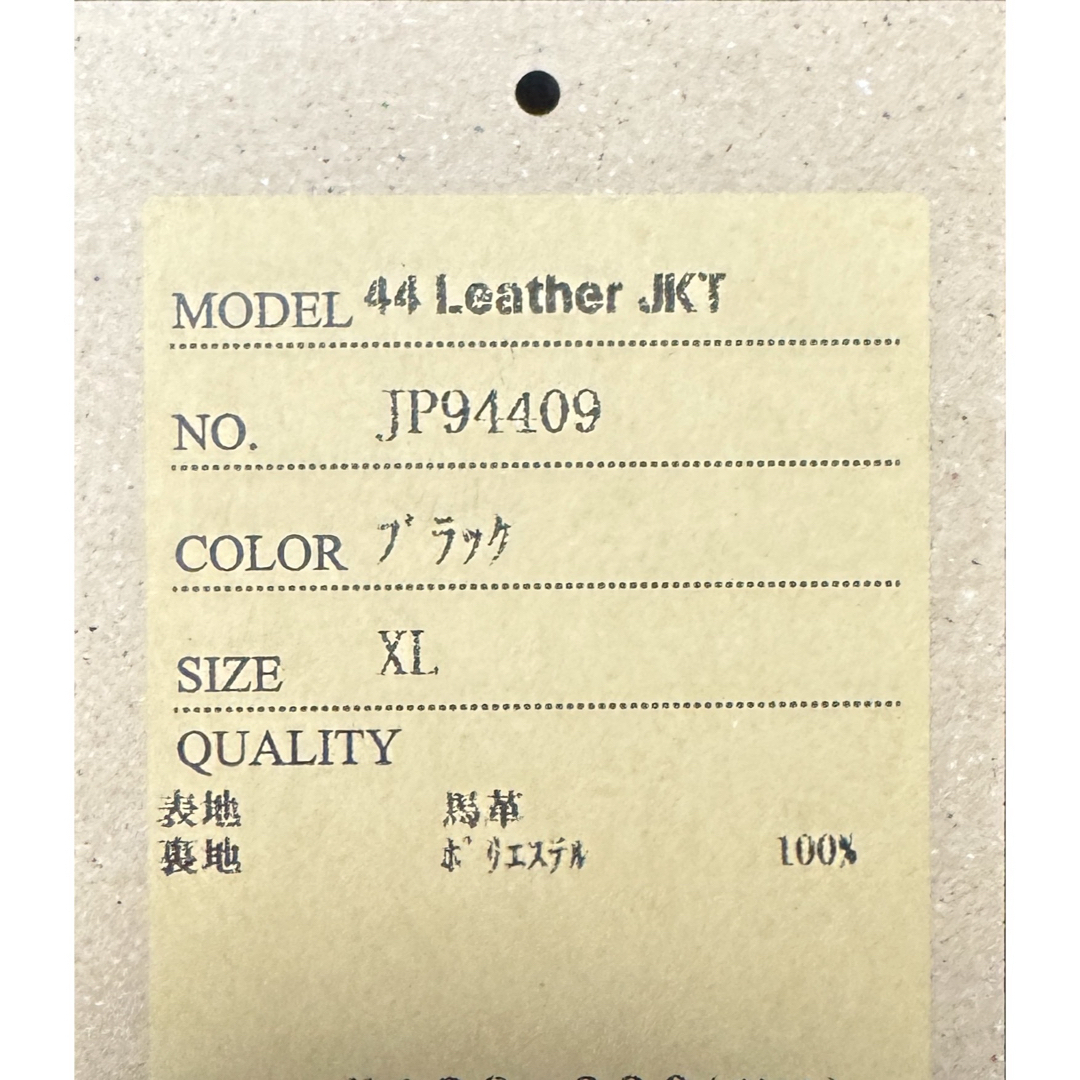 MODEL 44 Leather JKT
NO. JP94409
COLOR ﾌﾞﾗｯｸ
SIZE XL
QUALITY
表地 馬革
裏地 ﾎﾟﾘｴｽﾃﾙ 100%